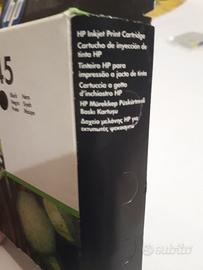 HP Inkjet Print Cartridge
Cartucho de inyección de
tinta HP
Tinteiro HP para
impressão a jacto de tinta
Cartuccia a getto
d'inchiostro HP
HP Mürekkep Püskürtmeli
Baskı Kartuşu
Δοχείο μελάνης HP για
εκτυπωτές ψεκασμού
45
subito